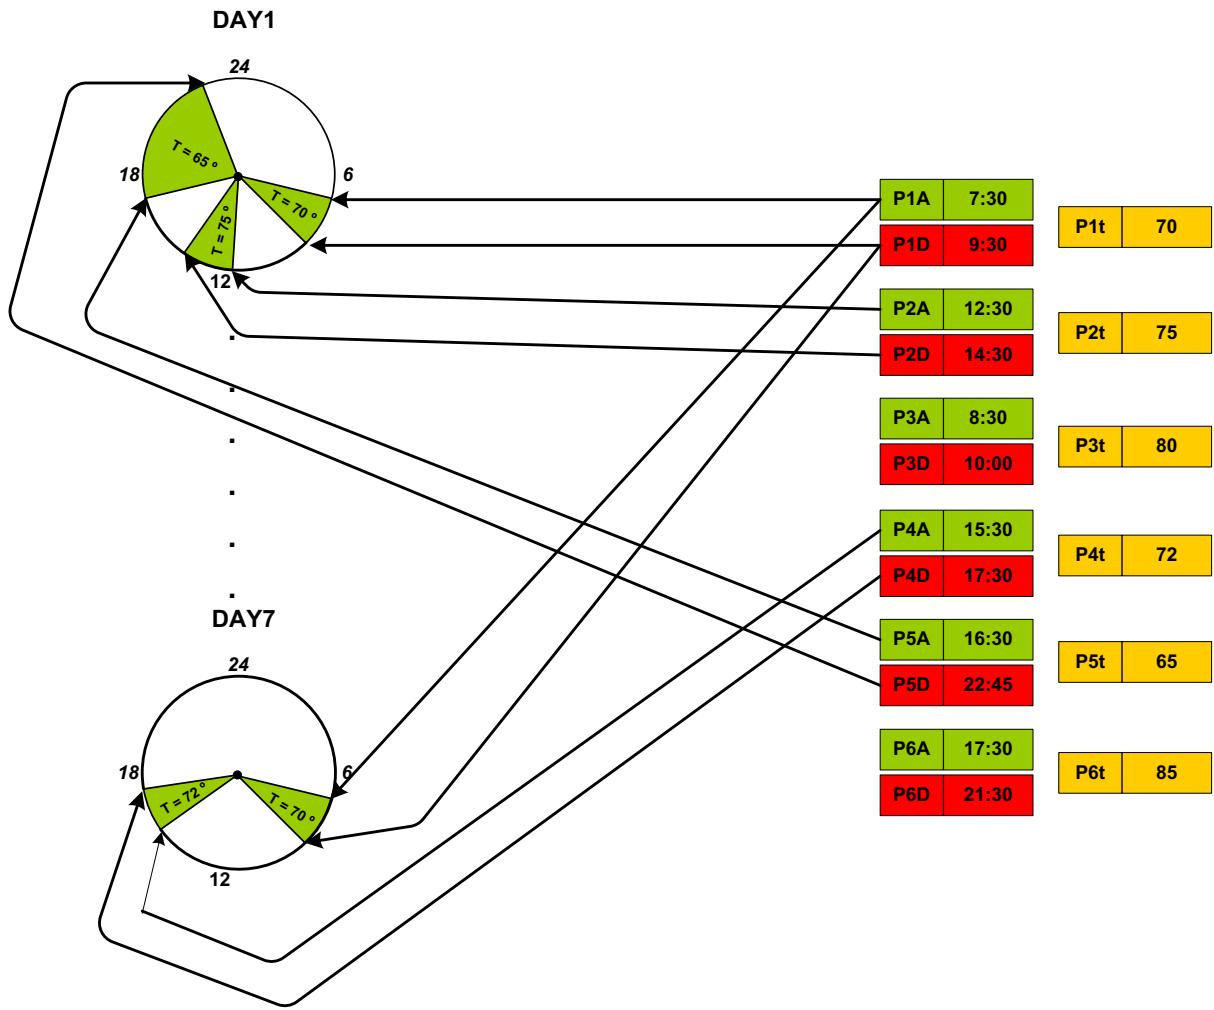 DAY1
24
T = 65 º
18
6
T = 70 º
T = 75 º
12
.
.
.
.
.
.
DAY7
24
18
6
T = 72 º
T = 70 º
12
P1A 7:30
P1D 9:30
P1t 70
P2A 12:30
P2D 14:30
P2t 75
P3A 8:30
P3D 10:00
P3t 80
P4A 15:30
P4D 17:30
P4t 72
P5A 16:30
P5D 22:45
P5t 65
P6A 17:30
P6D 21:30
P6t 85